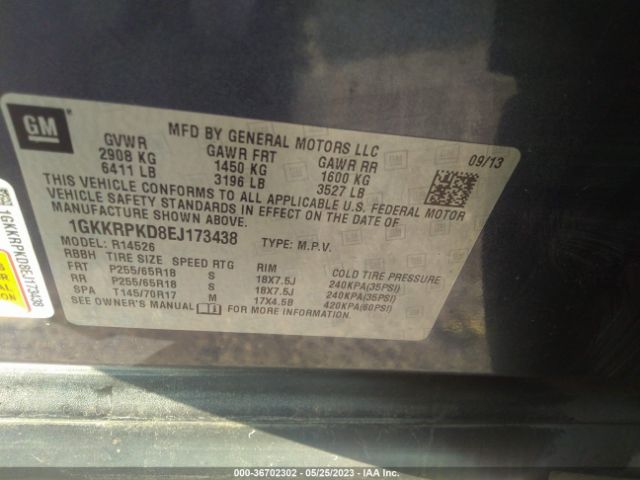 GM
MFD BY GENERAL MOTORS LLC
09/13
GVWR GAWR FRT GAWR RR
2908 KG 1450 KG 1600 KG
6411 LB 3196 LB 3527 LB
THIS VEHICLE CONFORMS TO ALL APPLICABLE U.S. FEDERAL MOTOR
VEHICLE SAFETY STANDARDS IN EFFECT ON THE DATE OF
MANUFACTURE SHOWN ABOVE.
1GKKRPKD8EJ173438 TYPE: M.P.V.
MODEL: R14526
RBBH TIRE SIZE SPEED RTG RIM COLD TIRE PRESSURE
FRT P255/65R18 S 18X7.5J 240KPA(35PSI)
RR P255/65R18 S 18X7.5J 240KPA(35PSI)
SPA T145/70R17 M 17X4.5B 420KPA(60PSI)
SEE OWNER'S MANUAL FOR MORE INFORMATION.
1GKKRPKD8EJ173438
000-36702302 / 05/25/2023 / IAA Inc.